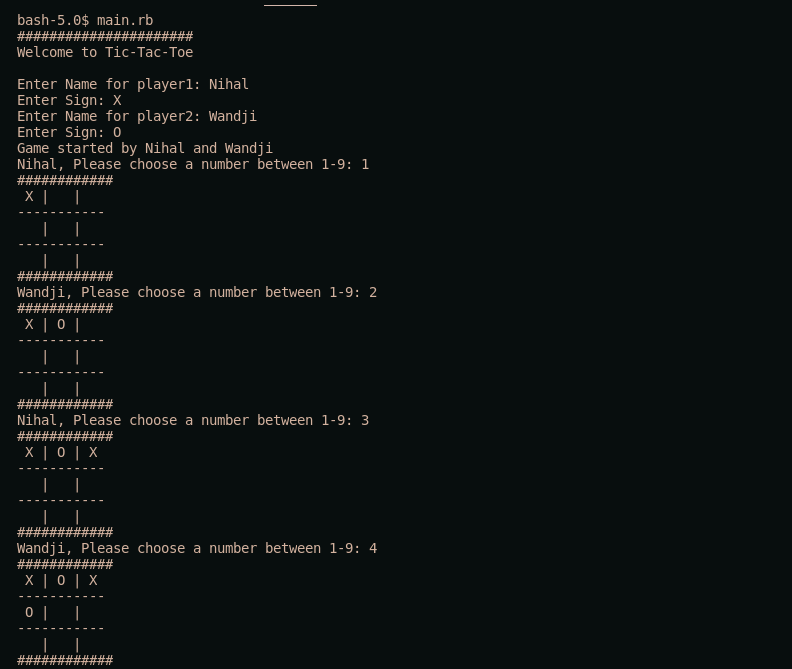 bash-5.0$ main.rb
######################
Welcome to Tic-Tac-Toe

Enter Name for player1: Nihal
Enter Sign: X
Enter Name for player2: Wandji
Enter Sign: O
Game started by Nihal and Wandji
Nihal, Please choose a number between 1-9: 1
############
 X |   |
-----------
   |   |
-----------
   |   |
############
Wandji, Please choose a number between 1-9: 2
############
 X | O |
-----------
   |   |
-----------
   |   |
############
Nihal, Please choose a number between 1-9: 3
############
 X | O | X
-----------
   |   |
-----------
   |   |
############
Wandji, Please choose a number between 1-9: 4
############
 X | O | X
-----------
 O |   |
-----------
   |   |
############